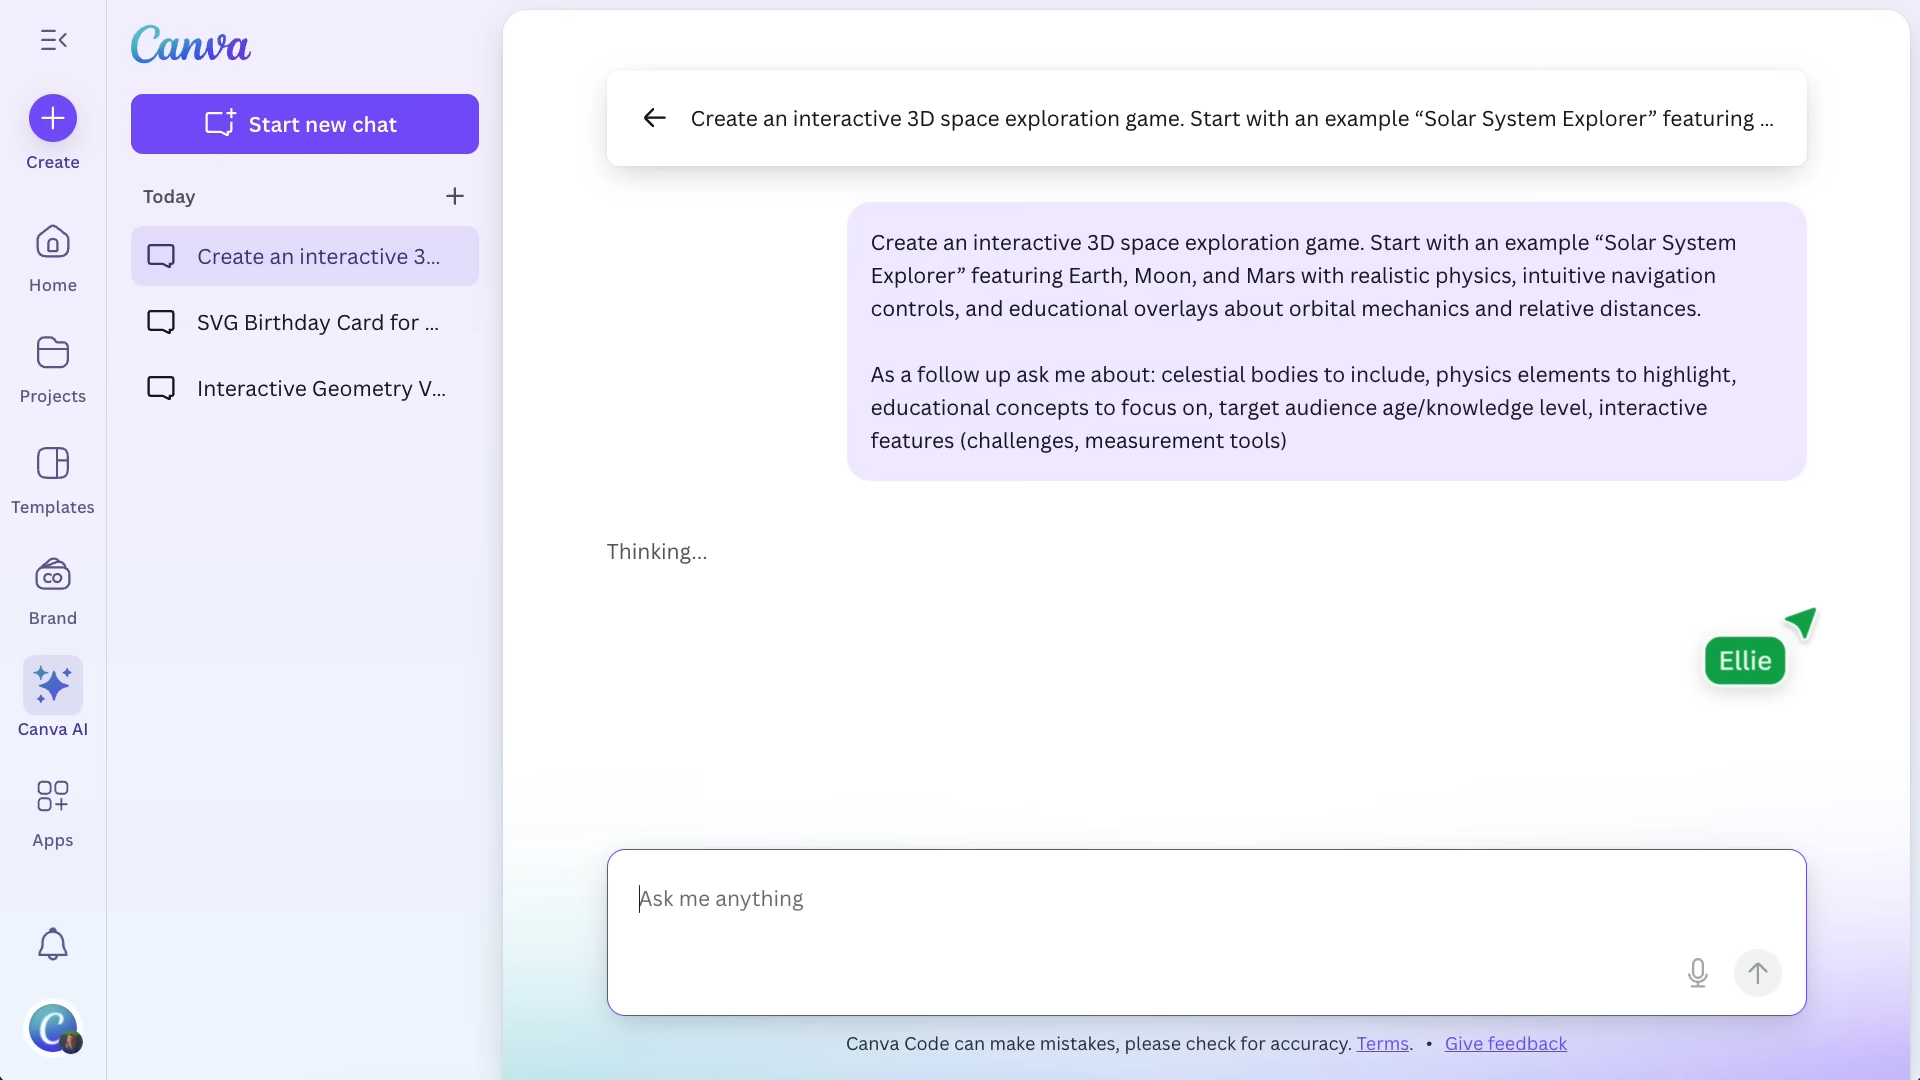 Canva
Create
Start new chat
Today
Create an interactive 3...
SVG Birthday Card for ...
Interactive Geometry V...
Home
Projects
Templates
CO
Brand
Canva AI
Apps
C
Create an interactive 3D space exploration game. Start with an example “Solar System Explorer” featuring ...
Create an interactive 3D space exploration game. Start with an example “Solar System
Explorer” featuring Earth, Moon, and Mars with realistic physics, intuitive navigation
controls, and educational overlays about orbital mechanics and relative distances.
As a follow up ask me about: celestial bodies to include, physics elements to highlight,
educational concepts to focus on, target audience age/knowledge level, interactive
features (challenges, measurement tools)
Thinking...
Ellie
Ask me anything
Canva Code can make mistakes, please check for accuracy. Terms. • Give feedback